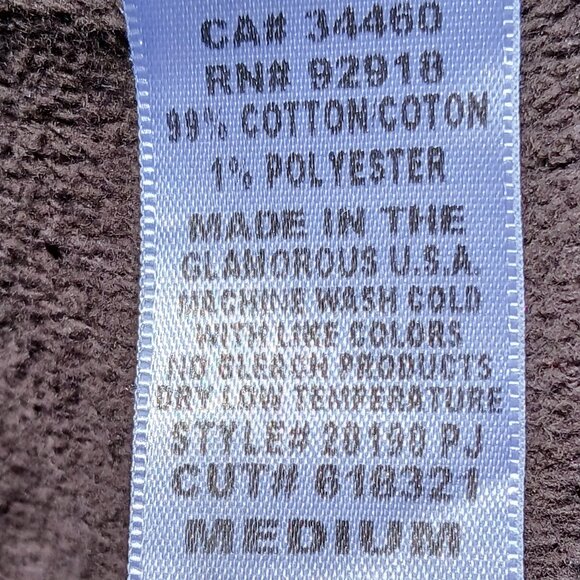 CA# 34460
RN# 92918
99% COTTON/COTON
1% POLYESTER
MADE IN THE
GLAMOROUS U.S.A.
MACHINE WASH COLD
WITH LIKE COLORS
NO BLEACH PRODUCTS
DRY LOW TEMPERATURE
STYLE# 20190 PJ
CUT# 618321
MEDIUM